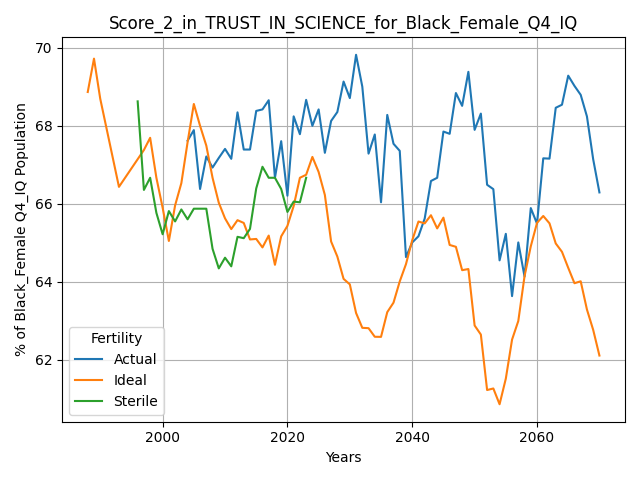 Score_2_in_TRUST_IN_SCIENCE_for_Black_Female_Q4_IQ
% of Black_Female Q4_IQ Population
70
68
66
64
62
Fertility
Actual
Ideal
Sterile
2000 2020 2040 2060
Years